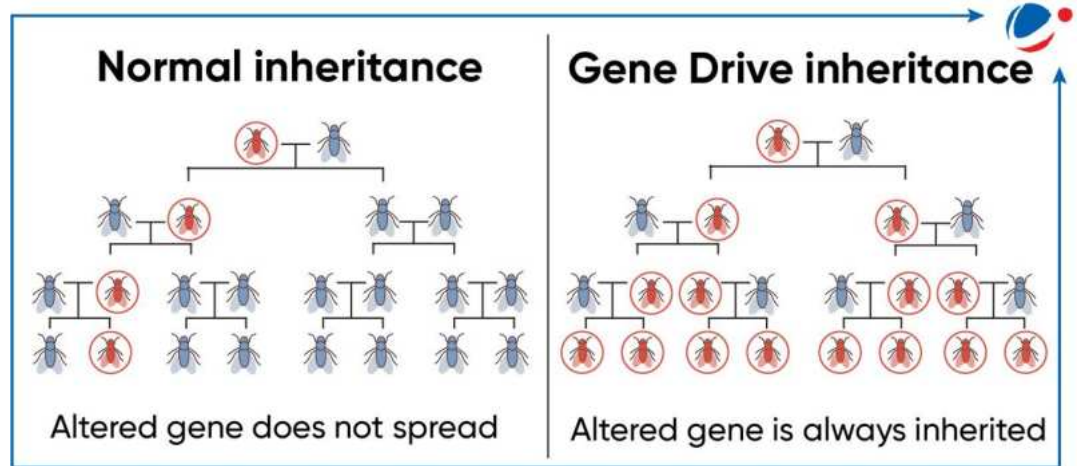 Normal inheritance
Altered gene does not spread
Gene Drive inheritance
Altered gene is always inherited